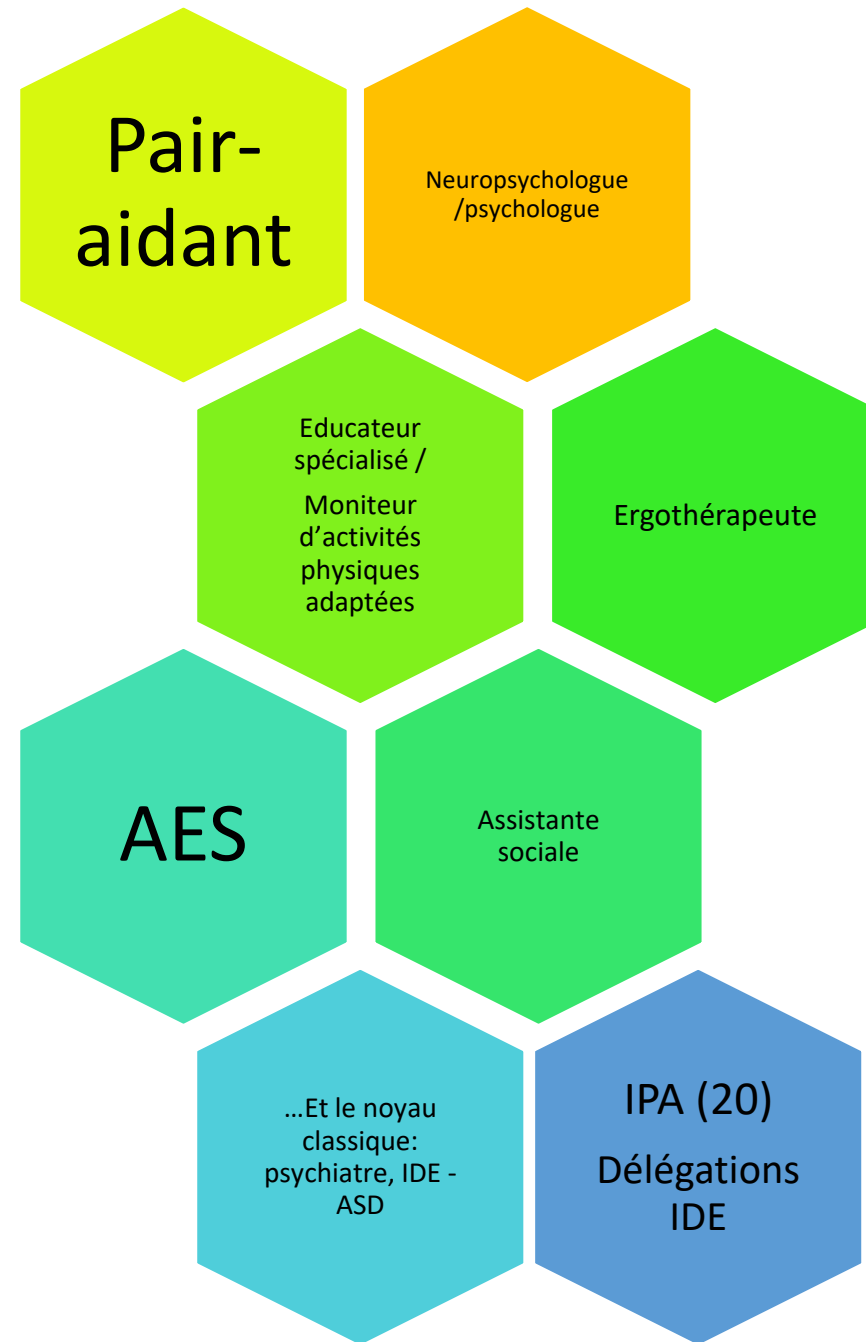 Pair-
aidant
Neuropsychologue
/psychologue
Educateur
spécialisé /
Moniteur
d’activités
physiques
adaptées
Ergothérapeute
AES
Assistante
sociale
...Et le noyau
classique:
psychiatre, IDE -
ASD
IPA (20)
Délégations
IDE